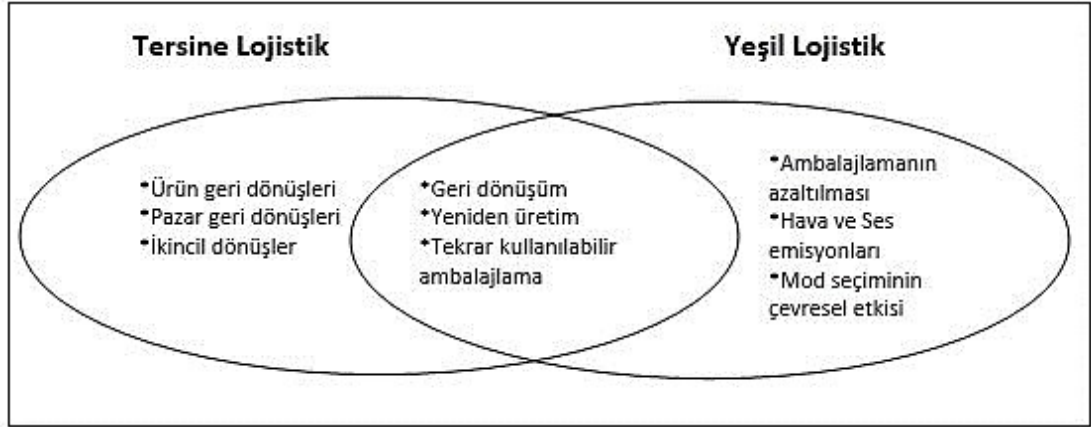 Tersine Lojistik
Yeşil Lojistik
*Ürün geri dönüşleri
*Pazar geri dönüşleri
*İkincil dönüşler
*Geri dönüşüm
*Yeniden üretim
*Tekrar kullanılabilir
ambalajlama
*Ambalajlamanın
azaltılması
*Hava ve Ses
emisyonları
*Mod seçiminin
çevresel etkisi